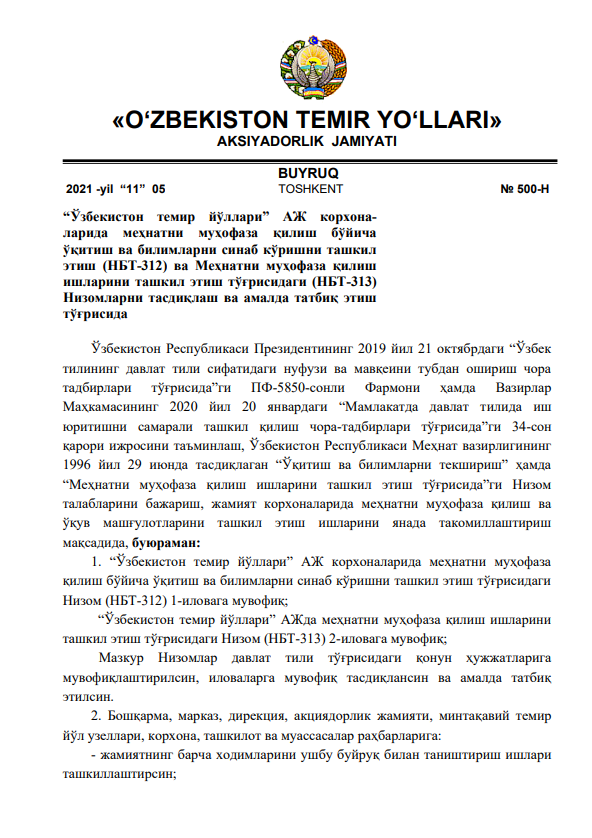 «O‘ZBEKISTON TEMIR YO‘LLARI»
AKSIYADORLIK JAMIYATI
BUYRUQ
2021 -yil “11” 05 TOSHKENT № 500-H
“Ўзбекистон темир йўллари” АЖ корхона-
ларида меҳнатни муҳофаза қилиш бўйича
ўқитиш ва билимларни синаб кўришни ташкил
этиш (НБТ-312) ва Меҳнатни муҳофаза қилиш
ишларини ташкил этиш тўғрисидаги (НБТ-313)
Низомларни тасдиқлаш ва амалда татбиқ этиш
тўғрисида
Ўзбекистон Республикаси Президентининг 2019 йил 21 октябрдаги “Ўзбек
тилининг давлат тили сифатидаги нуфузи ва мавқеини тубдан ошириш чора
тадбирлари тўғрисида”ги ПФ-5850-сонли Фармони ҳамда Вазирлар
Маҳкамасининг 2020 йил 20 январдаги “Мамлакатда давлат тилида иш
юритишни самарали ташкил қилиш чора-тадбирлари тўғрисида”ги 34-сон
қарори ижросини таъминлаш, Ўзбекистон Республикаси Меҳнат вазирлигининг
1996 йил 29 июнда тасдиқлаган “Ўқитиш ва билимларни текшириш” ҳамда
“Меҳнатни муҳофаза қилиш ишларини ташкил этиш тўғрисида”ги Низом
талабларини бажариш, жамият корхоналарида меҳнатни муҳофаза қилиш ва
ўқув машғулотларини ташкил этиш ишларини янада такомиллаштириш
мақсадида, буюраман:
1. “Ўзбекистон темир йўллари” АЖ корхоналарида меҳнатни муҳофаза
қилиш бўйича ўқитиш ва билимларни синаб кўришни ташкил этиш тўғрисидаги
Низом (НБТ-312) 1-иловага мувофиқ;
“Ўзбекистон темир йўллари” АЖда меҳнатни муҳофаза қилиш ишларини
ташкил этиш тўғрисидаги Низом (НБТ-313) 2-иловага мувофиқ;
Мазкур Низомлар давлат тили тўғрисидаги қонун ҳужжатларига
мувофиқлаштирилсин, иловаларга мувофиқ тасдиқлансин ва амалда татбиқ
этилсин.
2. Бошқарма, марказ, дирекция, акциядорлик жамияти, минтақавий темир
йўл узеллари, корхона, ташкилот ва муассасалар раҳбарларига:
- жамиятнинг барча ходимларини ушбу буйруқ билан таништириш ишлари
ташкиллаштирсин;